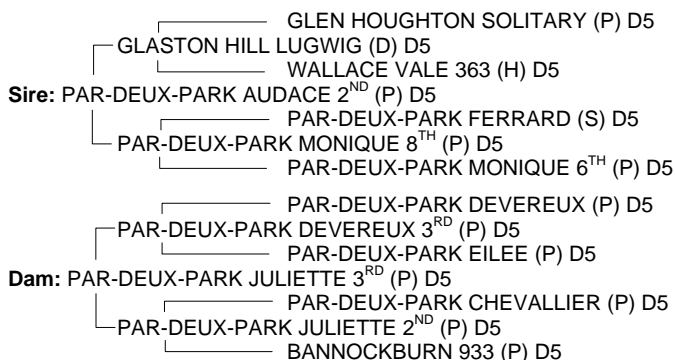 GLEN HOUGHTON SOLITARY (P) D5
GLASTON HILL LUGWIG (D) D5
WALLACE VALE 363 (H) D5
Sire: PAR-DEUX-PARK AUDACE 2ND (P) D5
PAR-DEUX-PARK FERRARD (S) D5
PAR-DEUX-PARK MONIQUE 8TH (P) D5
PAR-DEUX-PARK MONIQUE 6TH (P) D5
PAR-DEUX-PARK DEVEREUX (P) D5
PAR-DEUX-PARK DEVEREUX 3RD (P) D5
PAR-DEUX-PARK EILEE (P) D5
Dam: PAR-DEUX-PARK JULIETTE 3RD (P) D5
PAR-DEUX-PARK CHEVALLIER (P) D5
PAR-DEUX-PARK JULIETTE 2ND (P) D5
BANNOCKBURN 933 (P) D5